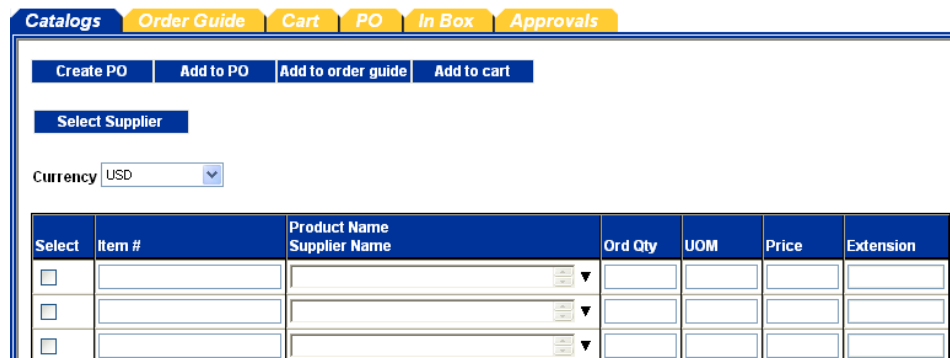 Catalogs Order Guide Cart PO In Box Approvals
Create PO Add to PO Add to order guide Add to cart
Select Supplier
Currency USD
Product Name
Select Item # Supplier Name Ord Qty UOM Price Extension